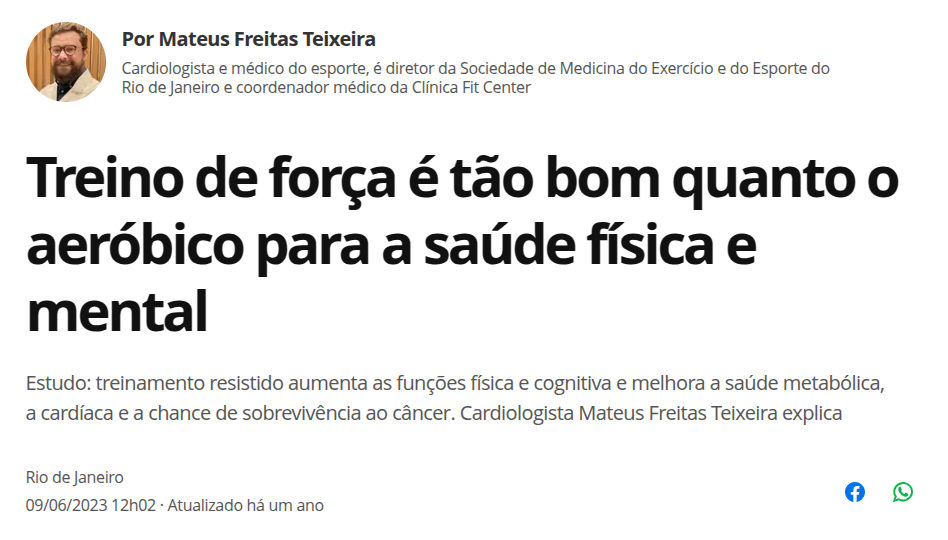 Por Mateus Freitas Teixeira
Cardiologista e médico do esporte, é diretor da Sociedade de Medicina do Exercício e do Esporte do
Rio de Janeiro e coordenador médico da Clínica Fit Center
Treino de força é tão bom quanto o
aeróbico para a saúde física e
mental
Estudo: treinamento resistido aumenta as funções física e cognitiva e melhora a saúde metabólica,
a cardíaca e a chance de sobrevivência ao câncer. Cardiologista Mateus Freitas Teixeira explica
Rio de Janeiro
09/06/2023 12h02 · Atualizado há um ano